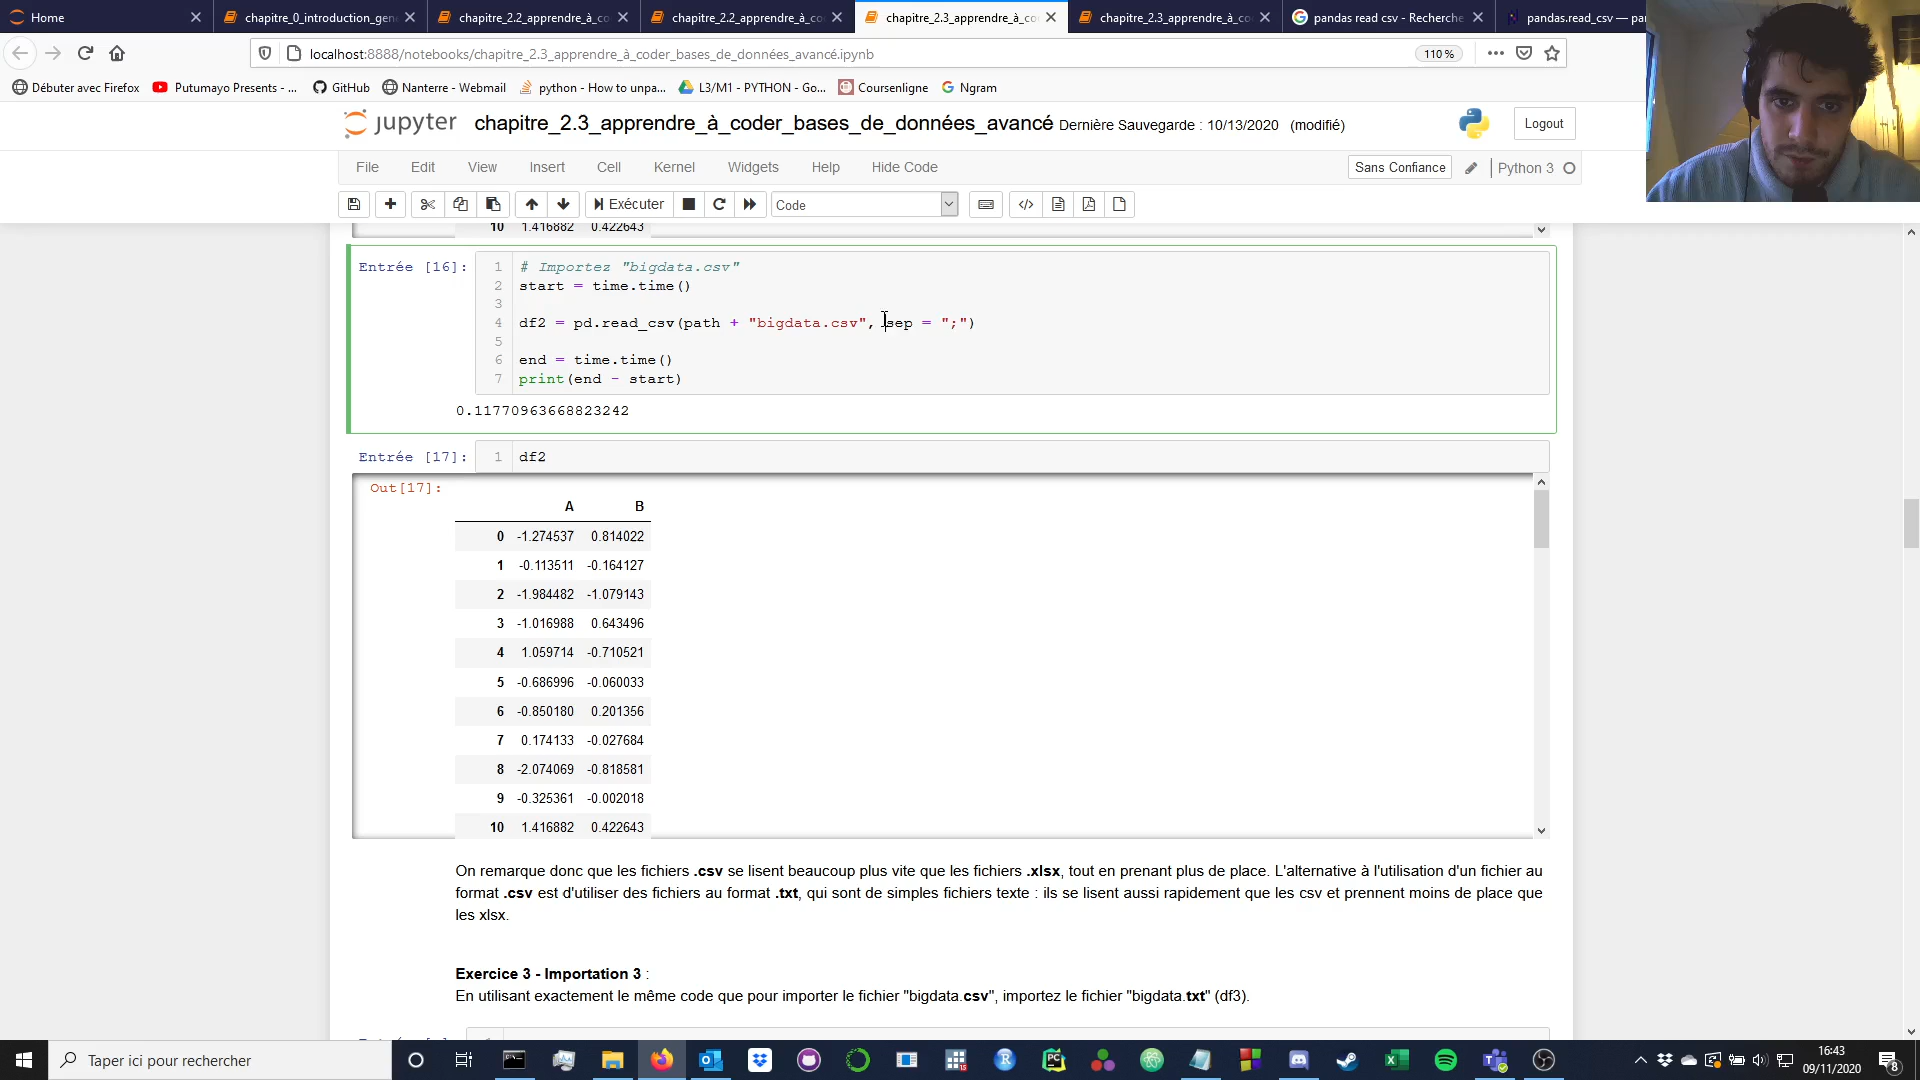 Home
chapitre_0_introduction_gen
chapitre_2.2_apprendre_à_co
chapitre_2.2_apprendre_à_co
chapitre_2.3_apprendre_à_co
chapitre_2.3_apprendre_à_co
pandas read csv - Recherche
pandas.read_csv — pan
localhost:8888/notebooks/chapitre_2.3_apprendre_à_coder_bases_de_données_avancé.ipynb
110 %
Débuter avec Firefox
Putumayo Presents - ...
GitHub
Nanterre - Webmail
python - How to unpa...
L3/M1 - PYTHON - Go...
Coursenligne
Ngram
jupyter
chapitre_2.3_apprendre_à_coder_bases_de_données_avancé Dernière Sauvegarde : 10/13/2020 (modifié)
Logout
File Edit View Insert Cell Kernel Widgets Help Hide Code
Sans Confiance
Python 3
Exécuter
Code
10 1.416882 0.422643
Entrée [16]:
1 # Importez "bigdata.csv"
2 start = time.time()
3
4 df2 = pd.read_csv(path + "bigdata.csv", sep = ";")
5
6 end = time.time()
7 print(end - start)
0.11770963668823242
Entrée [17]: 1 df2
Out[17]:
A B
0 -1.274537 0.814022
1 -0.113511 -0.164127
2 -1.984482 -1.079143
3 -1.016988 0.643496
4 1.059714 -0.710521
5 -0.686996 -0.060033
6 -0.850180 0.201356
7 0.174133 -0.027684
8 -2.074069 -0.818581
9 -0.325361 -0.002018
10 1.416882 0.422643
On remarque donc que les fichiers .csv se lisent beaucoup plus vite que les fichiers .xlsx, tout en prenant plus de place. L'alternative à l'utilisation d'un fichier au
format .csv est d'utiliser des fichiers au format .txt, qui sont de simples fichiers texte : ils se lisent aussi rapidement que les csv et prennent moins de place que
les xlsx.
Exercice 3 - Importation 3 :
En utilisant exactement le même code que pour importer le fichier "bigdata.csv", importez le fichier "bigdata.txt" (df3).
Taper ici pour rechercher
16:43
09/11/2020
8